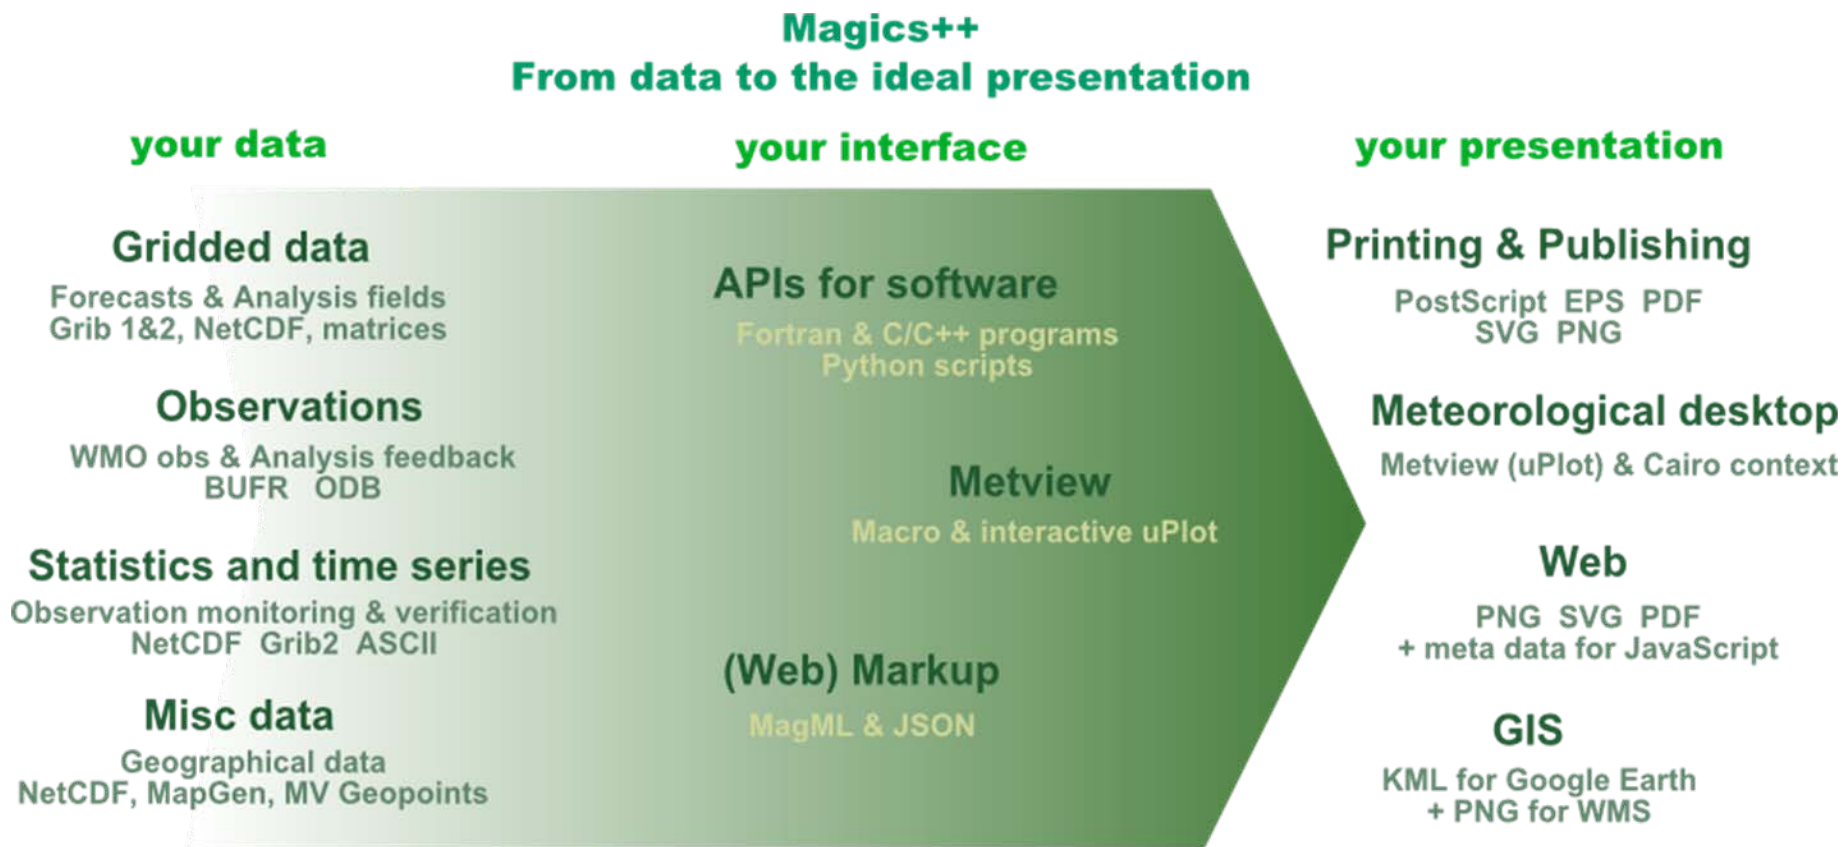 Magics++
From data to the ideal presentation
your data
Gridded data
Forecasts & Analysis fields
Grib 1&2, NetCDF, matrices
Observations
WMO obs & Analysis feedback
BUFR ODB
Statistics and time series
Observation monitoring & verification
NetCDF Grib2 ASCII
Misc data
Geographical data
NetCDF, MapGen, MV Geopoints
your interface
APIs for software
Fortran & C/C++ programs
Python scripts
Metview
Macro & interactive uPlot
(Web) Markup
MagML & JSON
your presentation
Printing & Publishing
PostScript EPS PDF
SVG PNG
Meteorological desktop
Metview (uPlot) & Cairo context
Web
PNG SVG PDF
+ meta data for JavaScript
GIS
KML for Google Earth
+ PNG for WMS